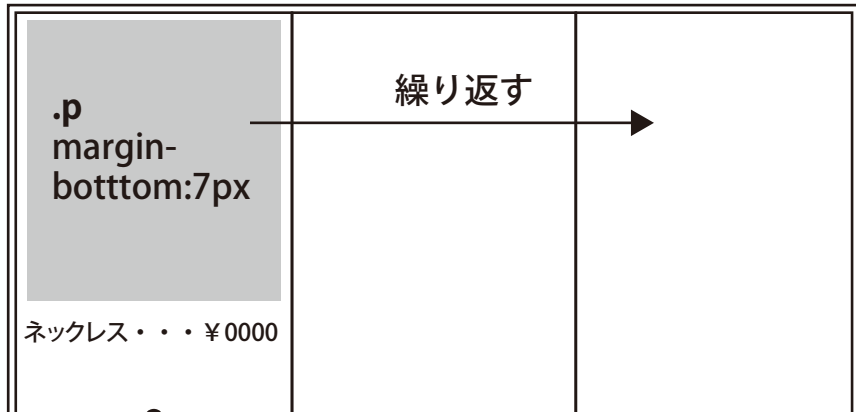 .p
margin-
botttom:7px
繰り返す
ネックレス・・・¥0000